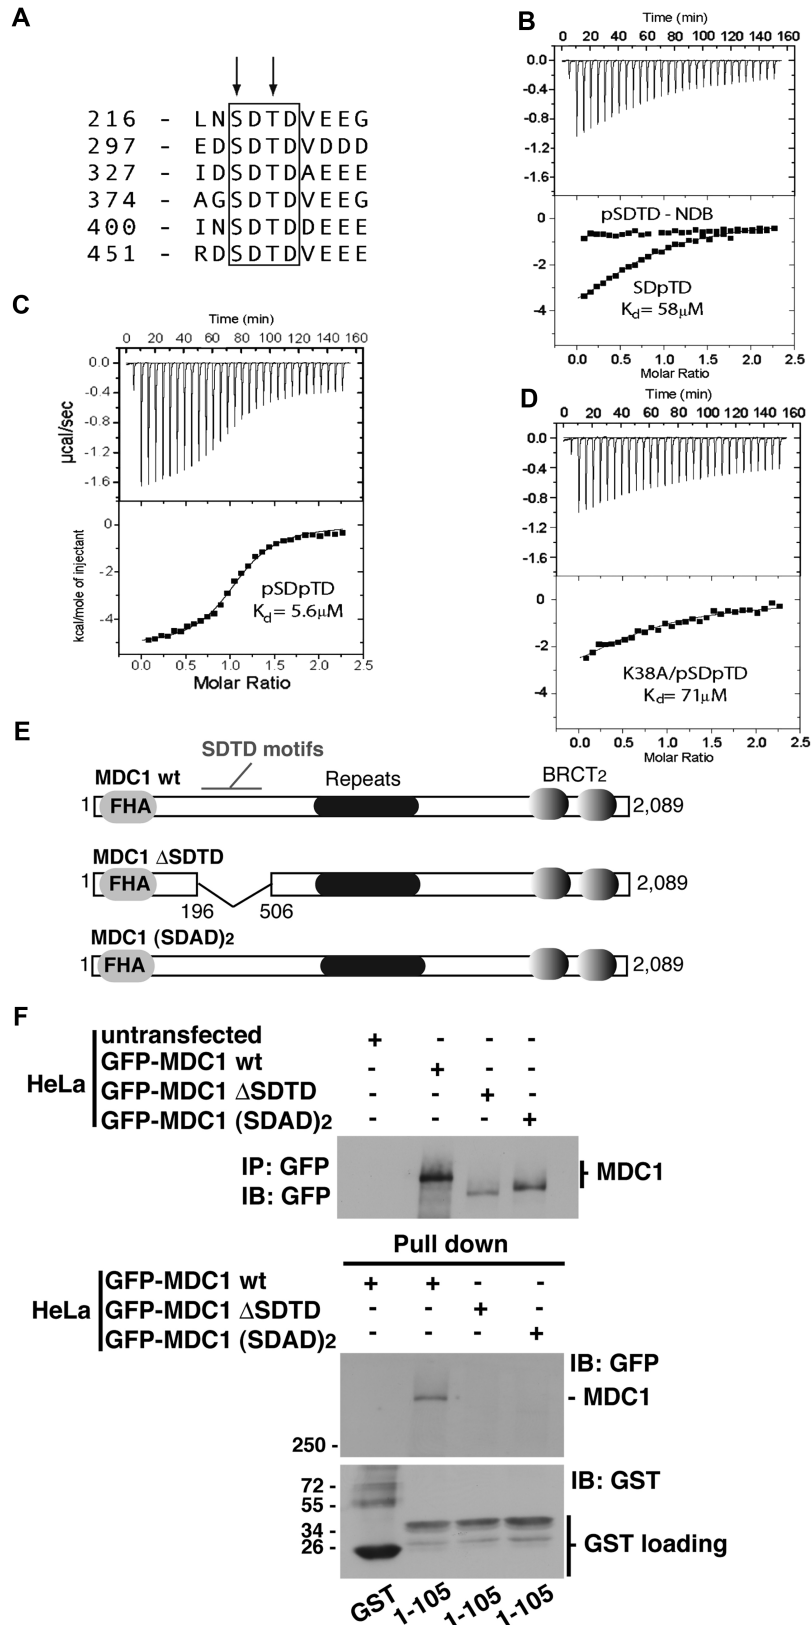 A
216 - LNSDTDVEEG
297 - EDSDTDVDDD
327 - IDSDTDAEEE
374 - AGSDTDVEEG
400 - INSDTDDEEE
451 - RDSDTDVEEE
B
Time (min)
0 20 40 60 80 100 120 140 160
0.0
-0.4
-0.8
-1.2
-1.6
0
-2
-4
pSDTD - NDB
SDpTD
Kd= 58µM
0.0 0.5 1.0 1.5 2.0 2.5
Molar Ratio
C
Time (min)
0 20 40 60 80 100 120 140 160
µcal/sec
0.0
-0.4
-0.8
-1.2
-1.6
kcal/mole of injectant
0
-2
-4
pSDpTD
Kd= 5.6µM
0.0 0.5 1.0 1.5 2.0 2.5
Molar Ratio
D
Time (min)
0 20 40 60 80 100 120 140 160
0.0
-0.4
-0.8
-1.2
-1.6
0
-2
-4
K38A/pSDpTD
Kd= 71µM
0.0 0.5 1.0 1.5 2.0 2.5
Molar Ratio
E
SDTD motifs
MDC1 wt
Repeats
BRCT2
1 FHA 2,089
MDC1 ΔSDTD
1 FHA 2,089
196 506
MDC1 (SDAD)2
1 FHA 2,089
F
HeLa
untransfected + - - -
GFP-MDC1 wt - + - -
GFP-MDC1 ΔSDTD - - + -
GFP-MDC1 (SDAD)2 - - - +
IP: GFP
IB: GFP
MDC1
Pull down
HeLa
GFP-MDC1 wt + + - -
GFP-MDC1 ΔSDTD - - + -
GFP-MDC1 (SDAD)2 - - - +
IB: GFP
- MDC1
250 -
IB: GST
72 -
55 -
34 -
26 -
GST loading
GST 1-105 1-105 1-105